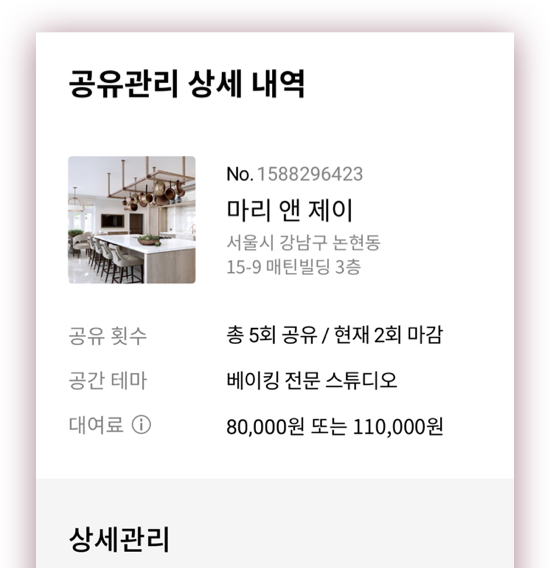 공유관리 상세 내역
No. 1588296423
마리 앤 제이
서울시 강남구 논현동
15-9 매틴빌딩 3층
공유 횟수 총 5회 공유 / 현재 2회 마감
공간 테마 베이킹 전문 스튜디오
대여료 ⓘ 80,000원 또는 110,000원
상세관리